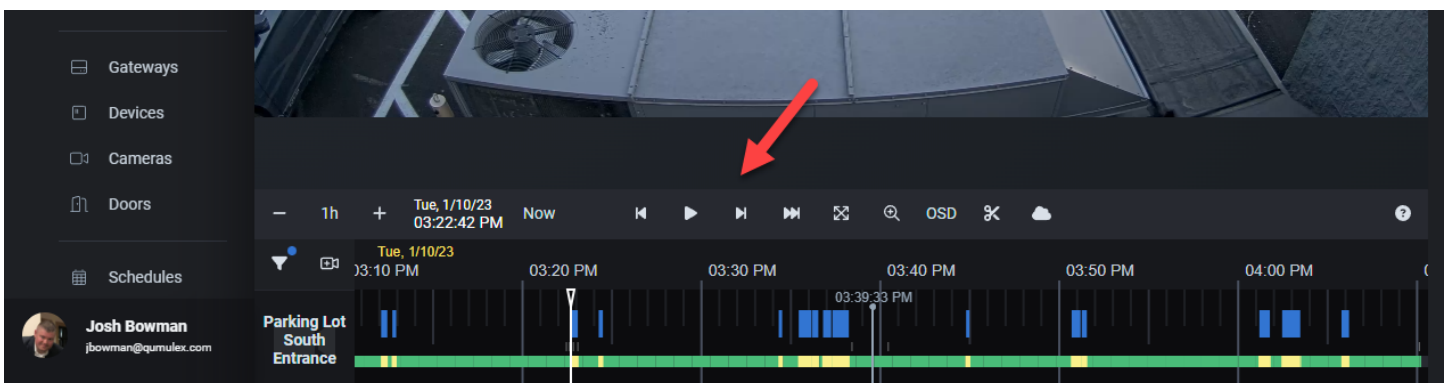 Gateways
Devices
Cameras
Doors
Schedules
Josh Bowman
jbowman@qumulex.com
1h
Tue, 1/10/23
03:22:42 PM
Now
OSD
Tue, 1/10/23
03:10 PM
03:20 PM
03:30 PM
03:40 PM
03:50 PM
04:00 PM
03:39:33 PM
Parking Lot
South
Entrance